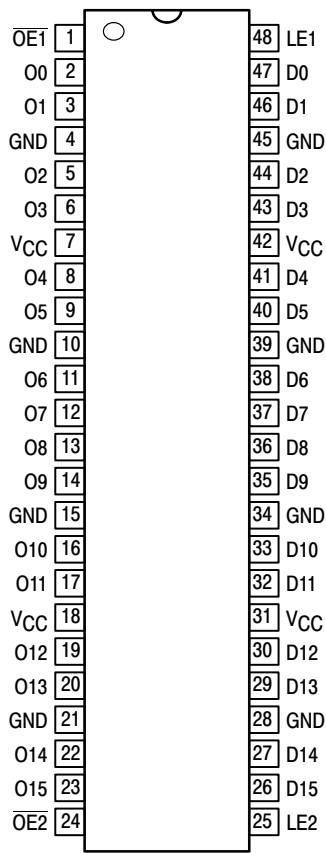 OE1 1 48 LE1
O0 2 47 D0
O1 3 46 D1
GND 4 45 GND
O2 5 44 D2
O3 6 43 D3
VCC 7 42 VCC
O4 8 41 D4
O5 9 40 D5
GND 10 39 GND
O6 11 38 D6
O7 12 37 D7
O8 13 36 D8
O9 14 35 D9
GND 15 34 GND
O10 16 33 D10
O11 17 32 D11
VCC 18 31 VCC
O12 19 30 D12
O13 20 29 D13
GND 21 28 GND
O14 22 27 D14
O15 23 26 D15
OE2 24 25 LE2